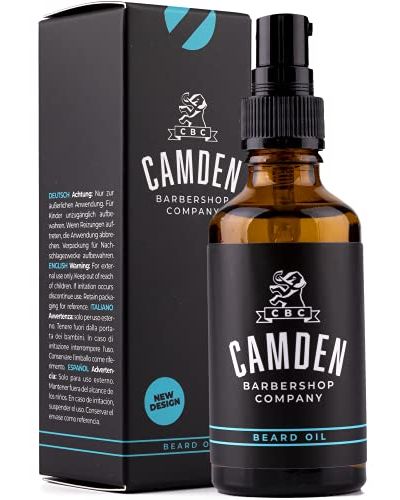 CBC
CAMDEN
BARBERSHOP
COMPANY
DEUTSCH Achtung: Nur zur
äußerlichen Anwendung. Für
Kinder unzugänglich aufbe-
wahren. Wenn Reizungen auf-
treten, die Anwendung abbre-
chen. Verpackung für Nach-
schlagezwecke aufbewahren.
ENGLISH Warning: For exter-
nal use only. Keep out of reach
of children. If irritation occurs
discontinue use. Retain packa-
ging for reference. ITALIANO
Avvertenza: solo per uso ester-
no. Tenere fuori dalla porta-
ta dei bambini. In caso di
irritazione interrompere l'uso.
Conservare l'imballo come rife-
rimento. ESPAÑOL Adverten-
cia: Solo para uso externo.
Mantener fuera del alcance de
los niños. En caso de irritación,
suspender el uso. Conservar el
envase como referencia.
NEW
DESIGN
BEARD OIL
CBC
CAMDEN
BARBERSHOP
COMPANY
BEARD OIL